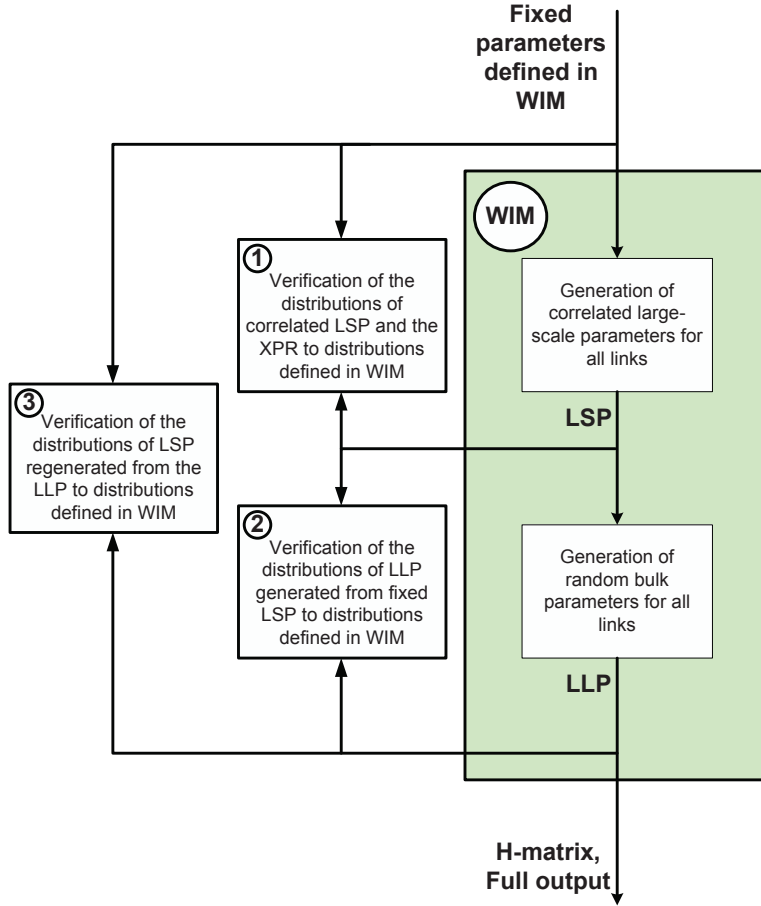 Fixed
parameters
defined in
WIM
WIM
1
Verification of the
distributions of
correlated LSP and the
XPR to distributions
defined in WIM
Generation of
correlated large-
scale parameters for
all links
LSP
3
Verification of the
distributions of LSP
regenerated from the
LLP to distributions
defined in WIM
2
Verification of the
distributions of LLP
generated from fixed
LSP to distributions
defined in WIM
Generation of
random bulk
parameters for all
links
LLP
H-matrix,
Full output